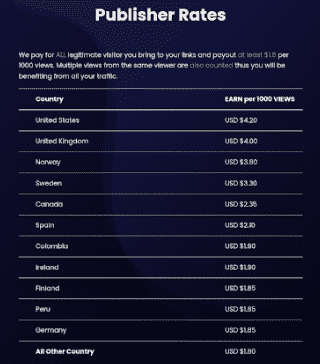 Publisher Rates
We pay for ALL legitimate visitor you bring to your links and payout at least $1.8 per
1000 views. Multiple views from the same viewer are also counted thus you will be
benefiting from all your traffic.
Country EARN per 1000 VIEWS
United States USD $4.20
United Kingdom USD $4.00
Norway USD $3.80
Sweden USD $3.30
Canada USD $2.35
Spain USD $2.10
Columbia USD $1.90
Ireland USD $1.90
Finland USD $1.85
Peru USD $1.85
Germany USD $1.85
All Other Country USD $1.80